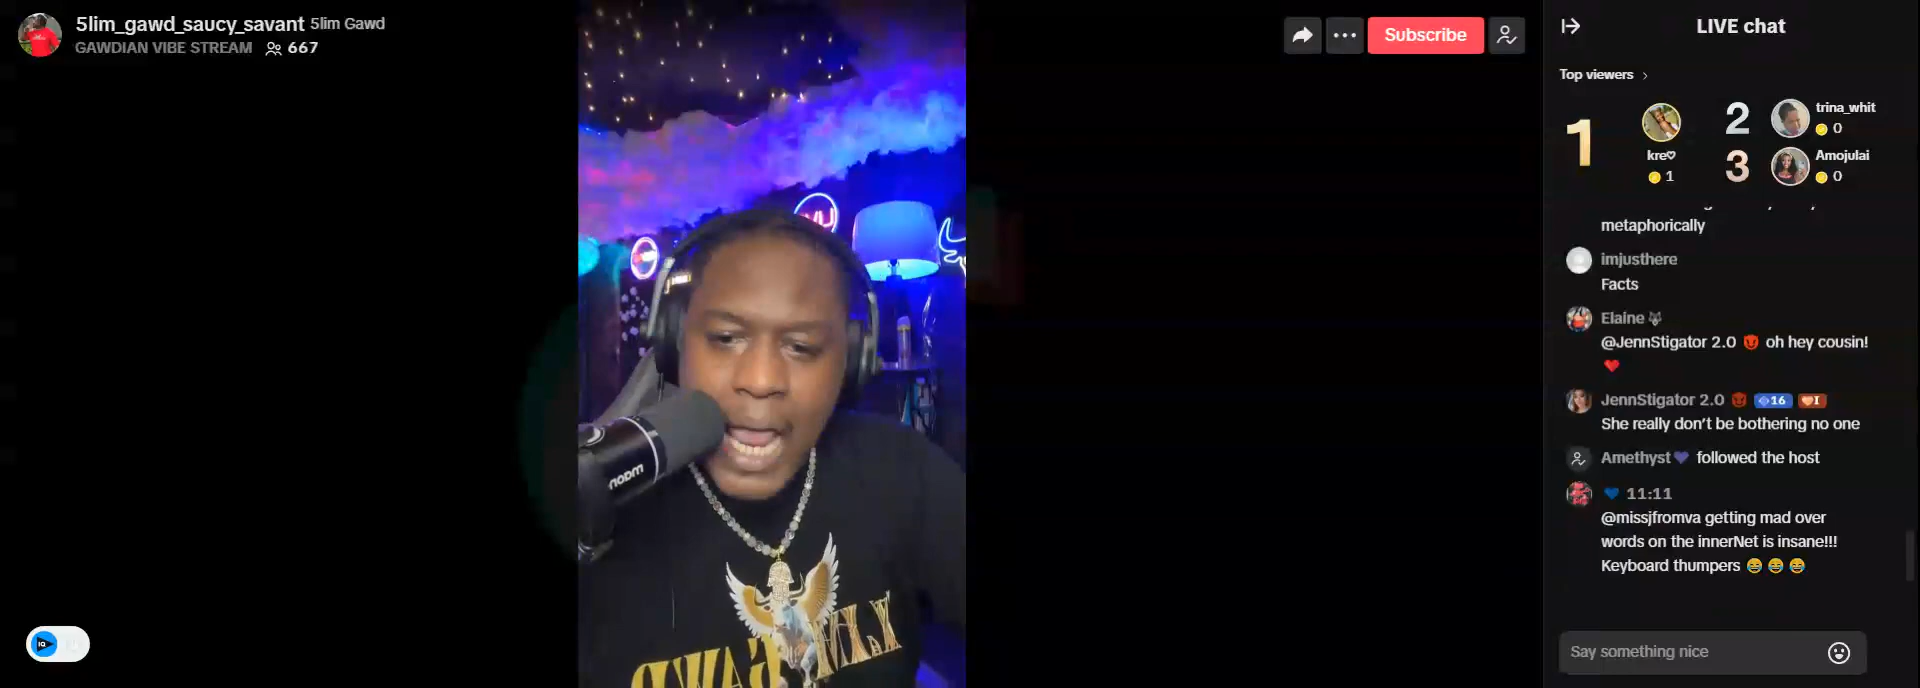 5lim_gawd_saucy_savant 5lim Gawd
GAWDIAN VIBE STREAM 667
Subscribe
LIVE chat
Top viewers
1
kre♡
1
2
trina_whit
0
3
Amojulai
0
metaphorically
imjusthere
Facts
Elaine
@JennStigator 2.0 😈 oh hey cousin!
❤️
JennStigator 2.0 😈 16 I
She really don't be bothering no one
Amethyst💜 followed the host
💙 11:11
@missjfromva getting mad over
words on the innerNet is insane!!!
Keyboard thumpers 😂 😂 😂
Say something nice
MAONO
5LIM
GAWD